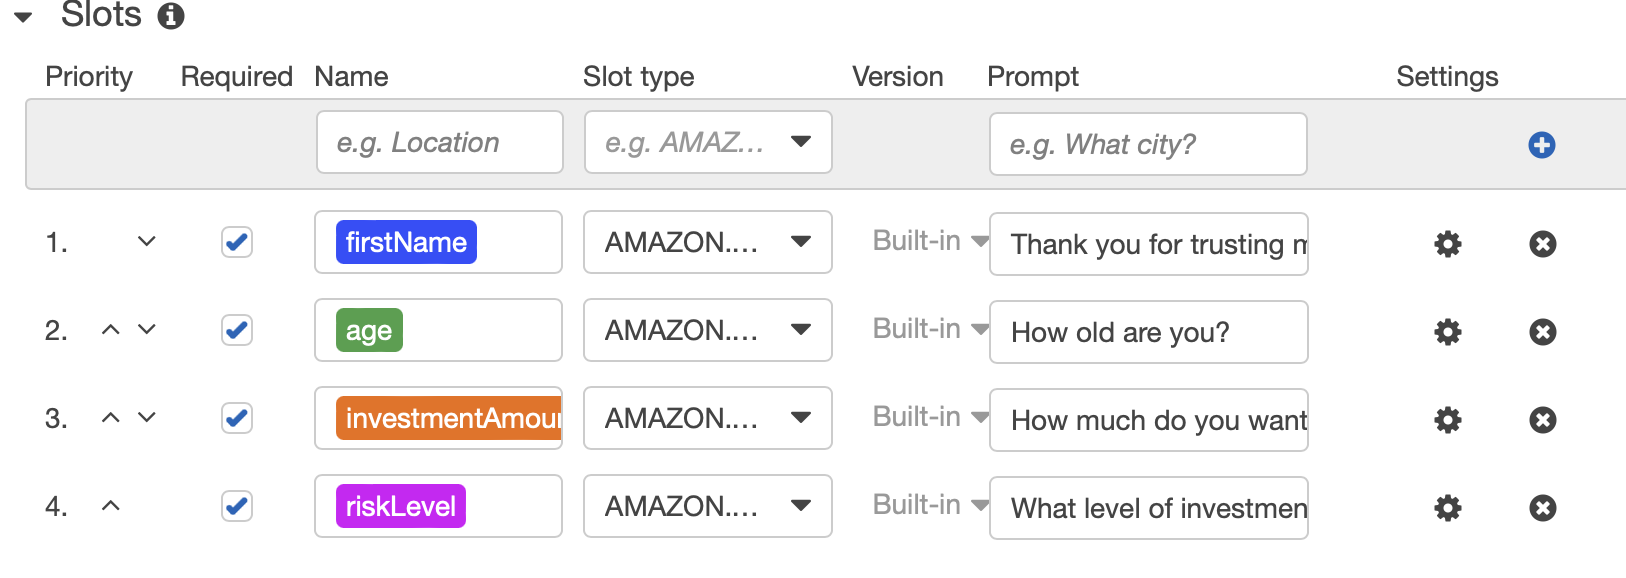 Slots
Priority Required Name Slot type Version Prompt Settings
e.g. Location e.g. AMAZ... e.g. What city?
1. firstName AMAZON.... Built-in Thank you for trusting
2. age AMAZON.... Built-in How old are you?
3. investmentAmou AMAZON.... Built-in How much do you want
4. riskLevel AMAZON.... Built-in What level of investmen